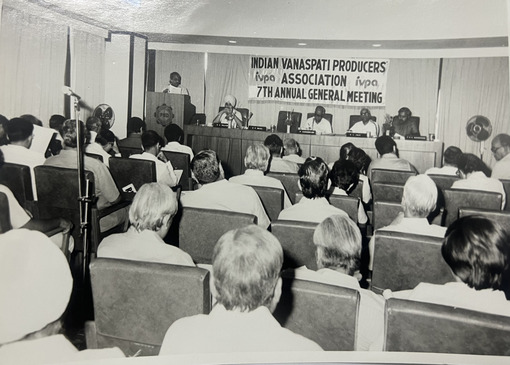 INDIAN VANASPATI PRODUCERS'
ivpa ASSOCIATION ivpa
7TH ANNUAL GENERAL MEETING